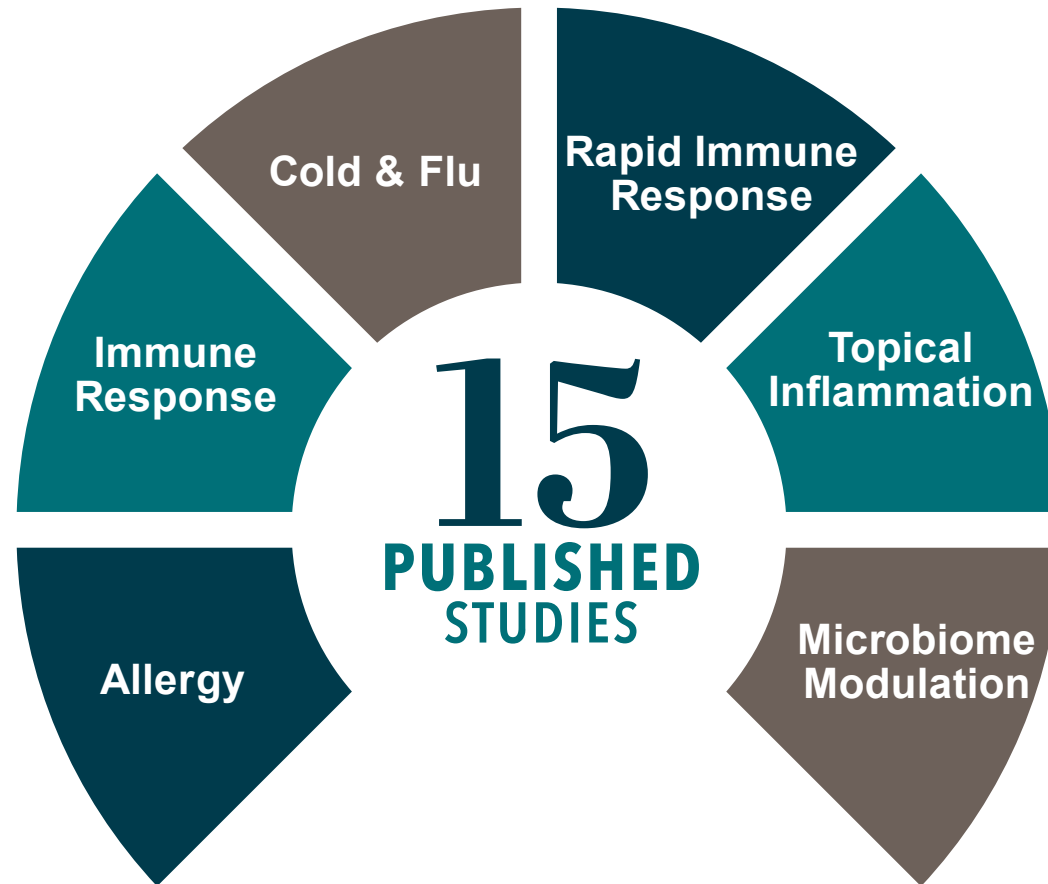 Cold & Flu
Rapid Immune
Response
Immune
Response
Topical
Inflammation
15
PUBLISHED
STUDIES
Allergy
Microbiome
Modulation